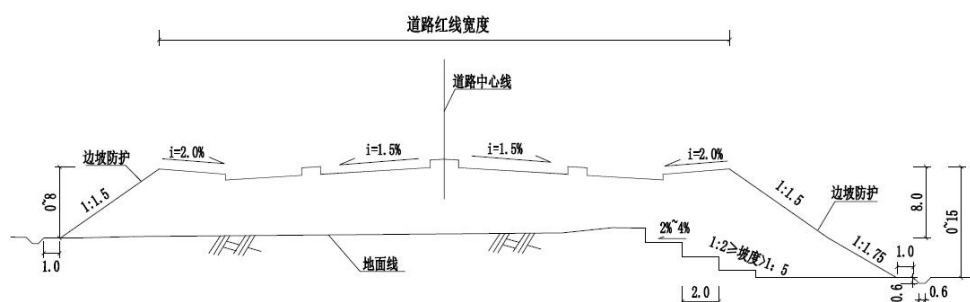 道路红线宽度
道路中心线
边坡防护
i=2.0%
i=1.5%
i=1.5%
i=2.0%
0~8
1:1.5
1:1.5
边坡防护
8.0
0~15
1.0
地面线
2%~4%
1:2≥坡度>1:5
1:1.75
1.0
2.0
0.6
0.6